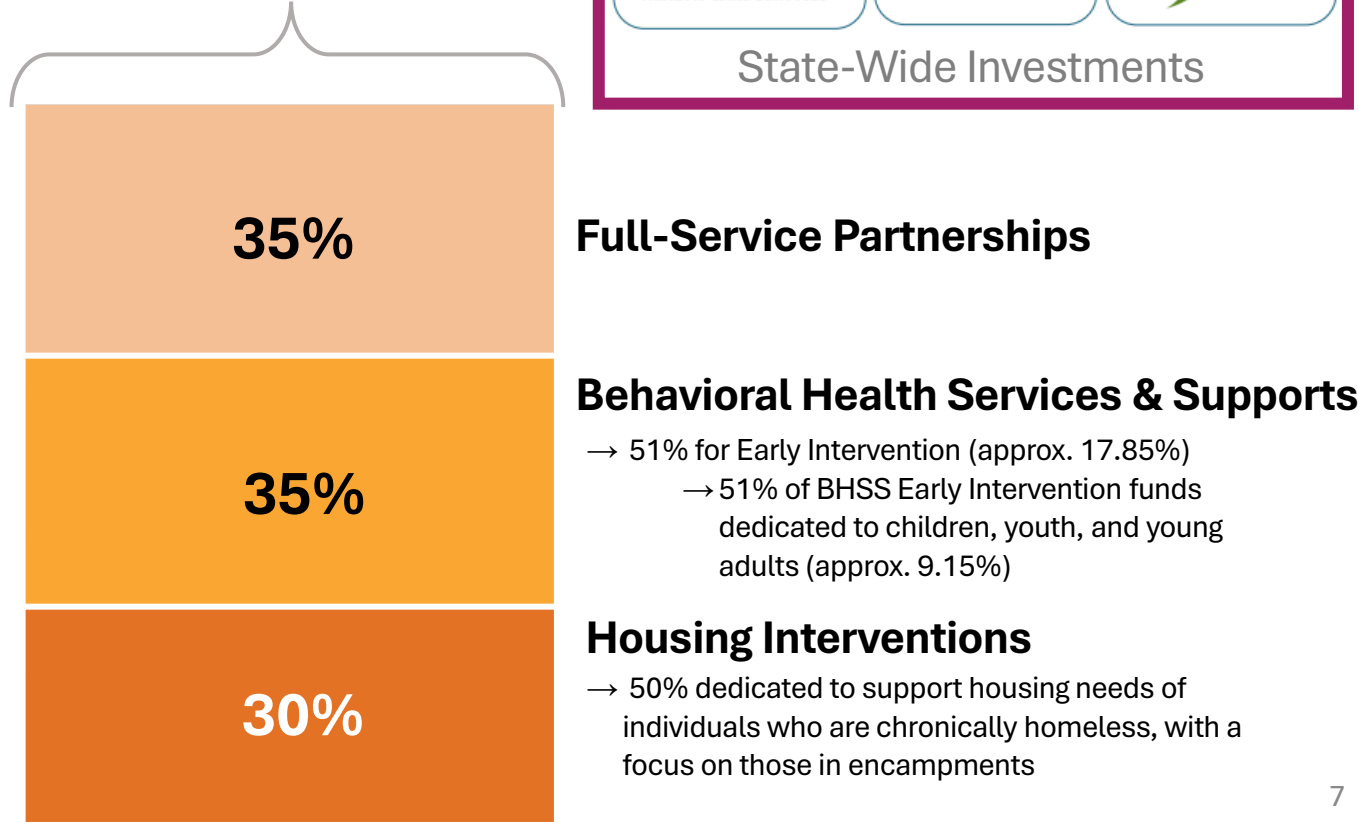 State-Wide Investments
35%
Full-Service Partnerships
Behavioral Health Services & Supports
→ 51% for Early Intervention (approx. 17.85%)
→ 51% of BHSS Early Intervention funds
dedicated to children, youth, and young
adults (approx. 9.15%)
35%
Housing Interventions
→ 50% dedicated to support housing needs of
individuals who are chronically homeless, with a
focus on those in encampments
30%
7